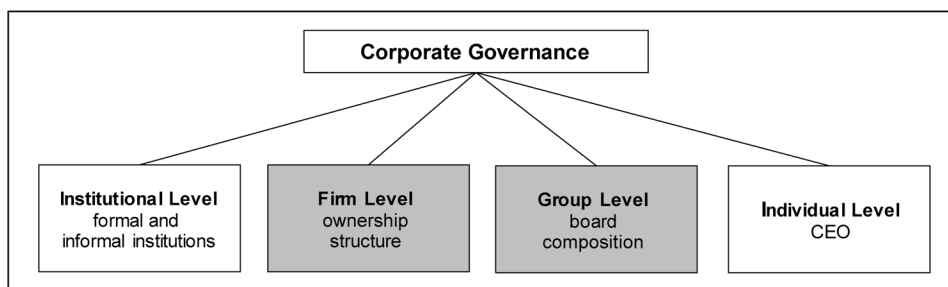 Corporate Governance
Institutional Level
formal and
informal institutions
Firm Level
ownership
structure
Group Level
board
composition
Individual Level
CEO